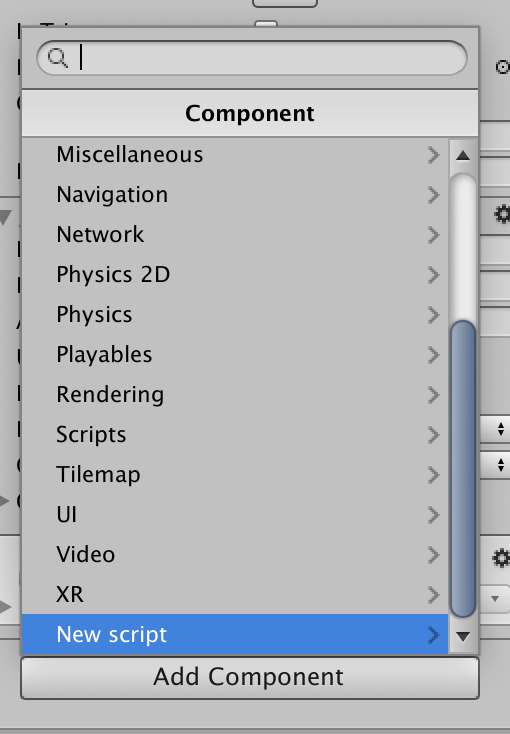 Component
Miscellaneous
Navigation
Network
Physics 2D
Physics
Playables
Rendering
Scripts
Tilemap
UI
Video
XR
New script
Add Component